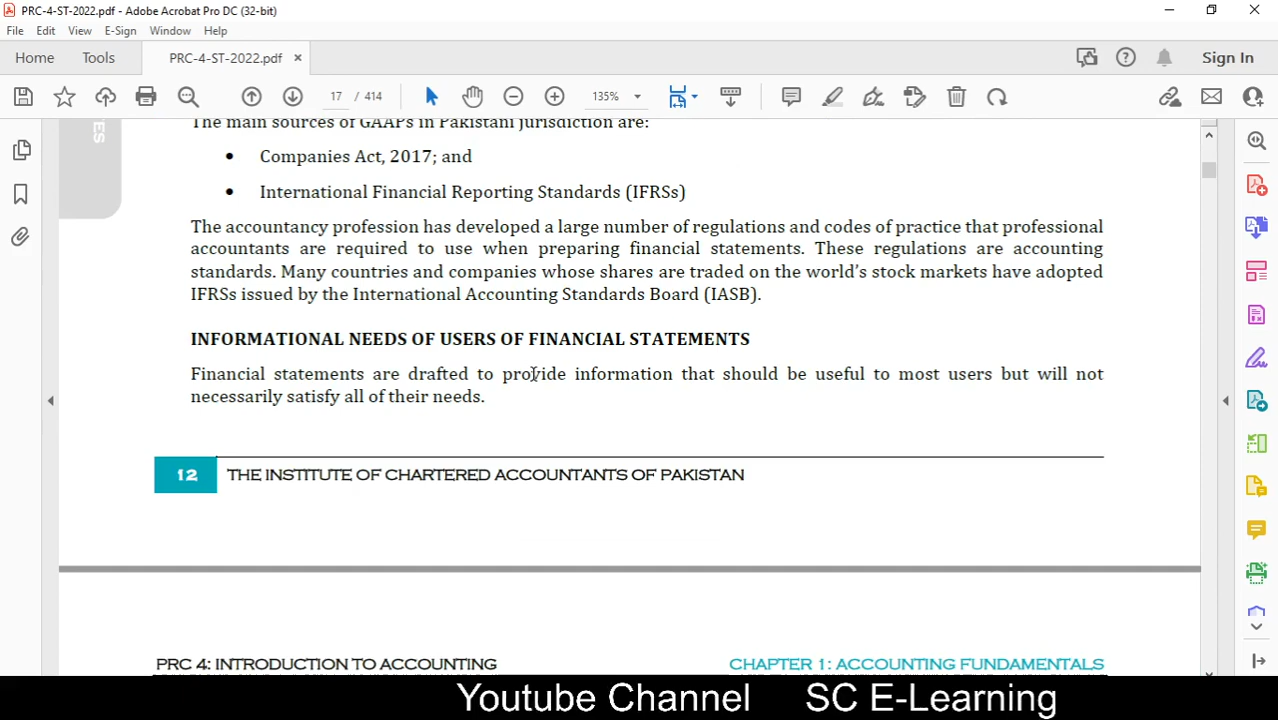 PRC-4-ST-2022.pdf - Adobe Acrobat Pro DC (32-bit)
File Edit View E-Sign Window Help
Home Tools PRC-4-ST-2022.pdf × Sign In
17 / 414 135%
TES
The main sources of GAAPs in Pakistani jurisdiction are:
• Companies Act, 2017; and
• International Financial Reporting Standards (IFRSs)
The accountancy profession has developed a large number of regulations and codes of practice that professional
accountants are required to use when preparing financial statements. These regulations are accounting
standards. Many countries and companies whose shares are traded on the world's stock markets have adopted
IFRSs issued by the International Accounting Standards Board (IASB).
INFORMATIONAL NEEDS OF USERS OF FINANCIAL STATEMENTS
Financial statements are drafted to provide information that should be useful to most users but will not
necessarily satisfy all of their needs.
12 THE INSTITUTE OF CHARTERED ACCOUNTANTS OF PAKISTAN
PRC 4: INTRODUCTION TO ACCOUNTING CHAPTER 1: ACCOUNTING FUNDAMENTALS
Youtube Channel SC E-Learning